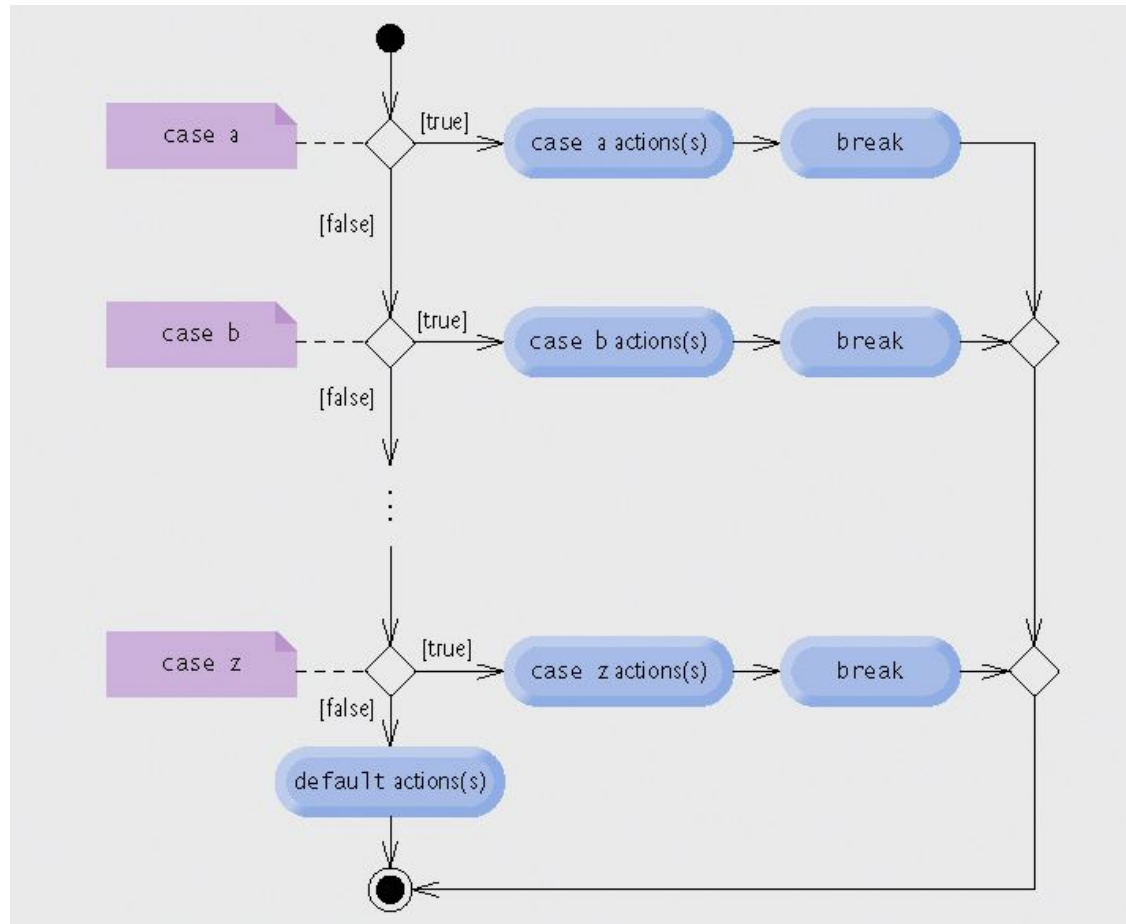 [true]
case a
case a actions(s)
break
[false]
[true]
case b
case b actions(s)
break
[false]
[true]
case z
case z actions(s)
break
[false]
default actions(s)